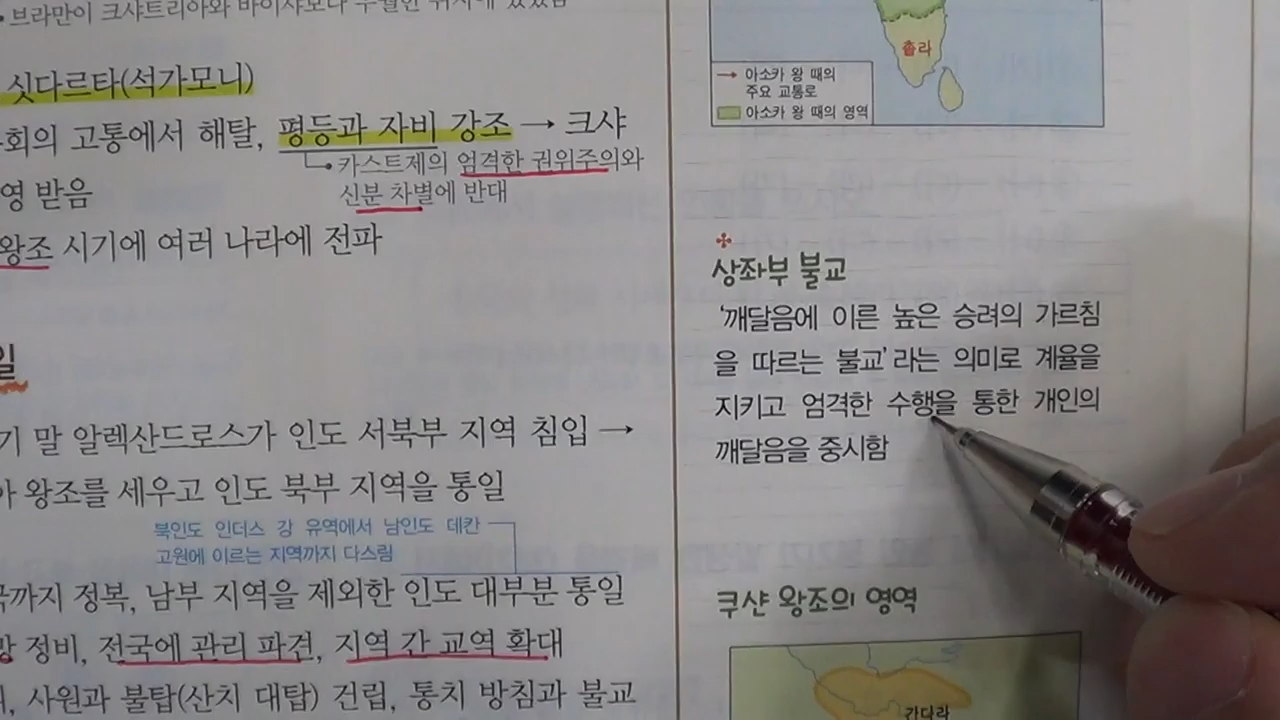 브라만이 크샤트리아와 바이샤보다
싯다르타(석가모니)
고통에서 해탈, 평등과 자비 강조 → 크샤
카스트제의 엄격한 권위주의와
신분 차별에 반대
영 받음
왕조 시기에 여러 나라에 전파
일
기 말 알렉산드로스가 인도 서북부 지역 침입 →
왕조를 세우고 인도 북부 지역을 통일
북인도 인더스 강 유역에서 남인도 데칸
고원에 이르는 지역까지 다스림
까지 정복, 남부 지역을 제외한 인도 대부분 통일
망 정비, 전국에 관리 파견, 지역 간 교역 확대
사원과 불탑(산치 대탑) 건립, 통치 방침과 불교
촐라
아소카 왕 때의
주요 교통로
아소카 왕 때의 영역
상좌부 불교
‘깨달음에 이른 높은 승려의 가르침
을 따르는 불교’라는 의미로 계율을
지키고 엄격한 수행을 통한 개인의
깨달음을 중시함
쿠샨 왕조의 영역
간다라